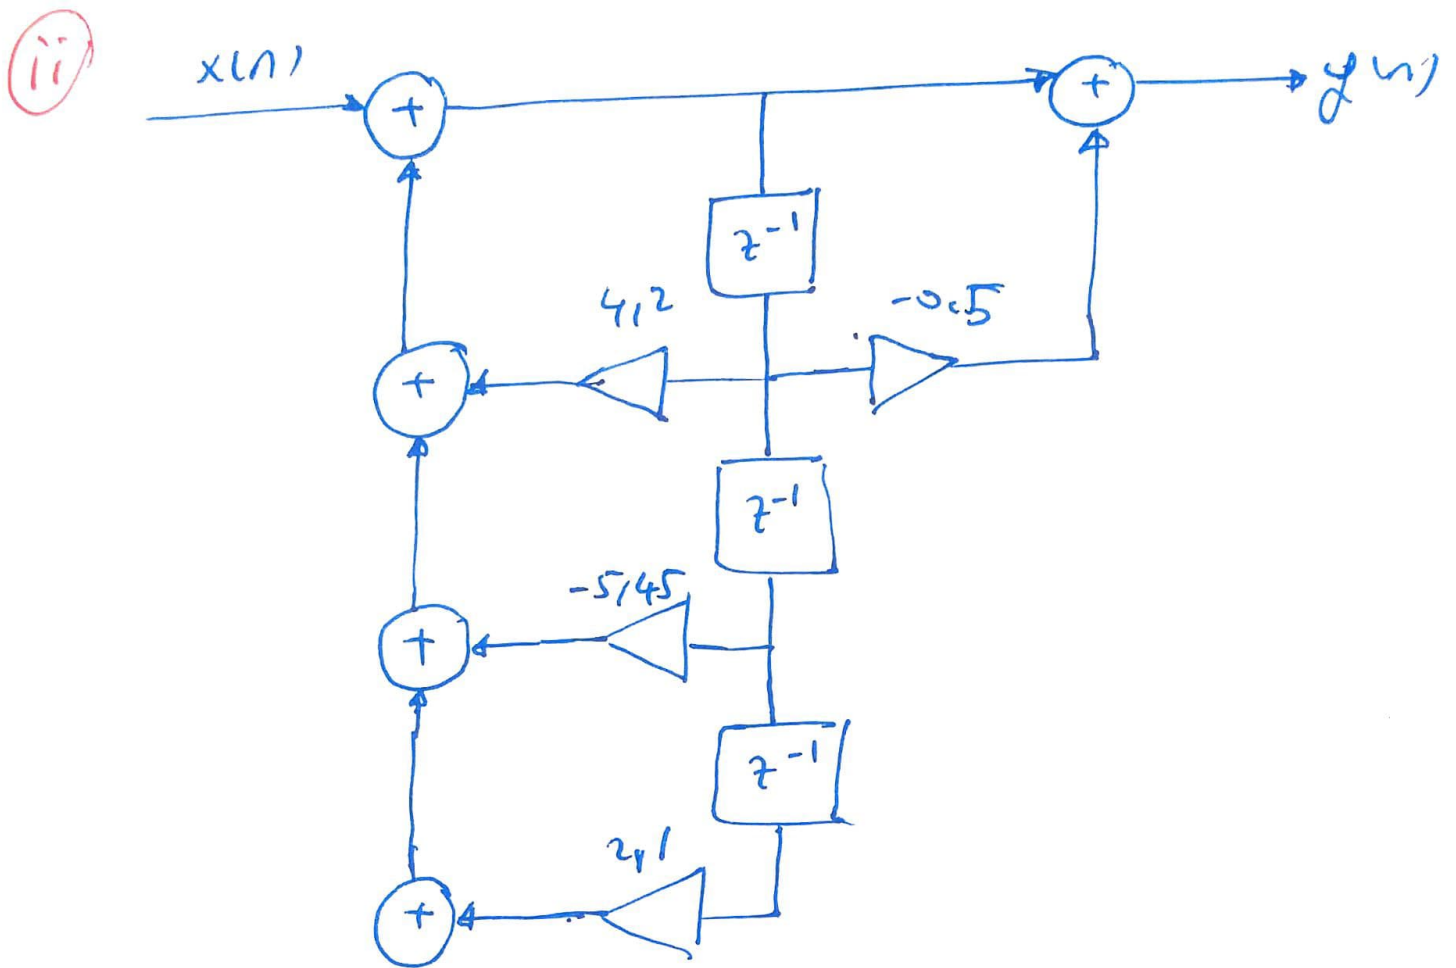 ii
x(n)
+
+
y(n)
z⁻¹
4,2
-0.5
+
z⁻¹
-5,45
+
z⁻¹
2,1
+